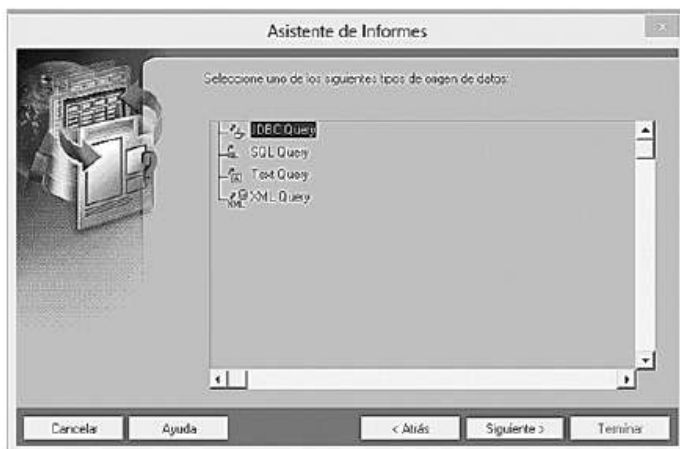 Asistente de Informes
Seleccione uno de los siguientes tipos de origen de datos:
JDBC Query
SQL Query
Text Query
XML Query
Cancelar
Ayuda
< Atrás
Siguiente >
Terminar